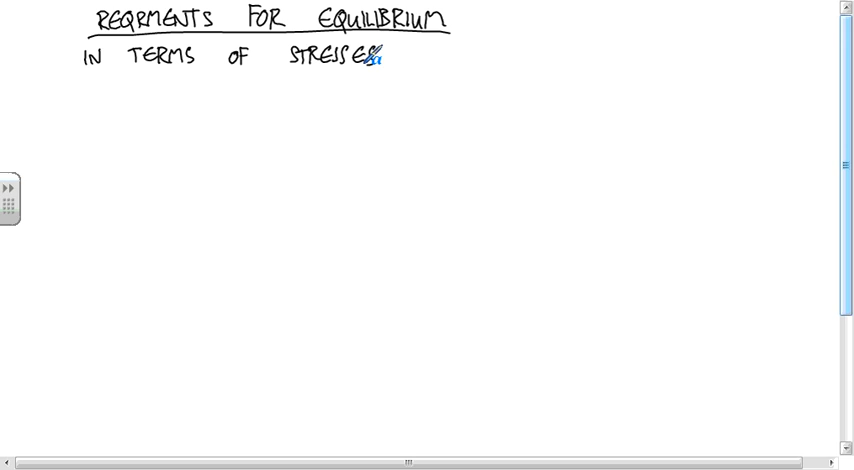 REQRMENTS FOR EQUILIBRIUM
IN TERMS OF STRESSES